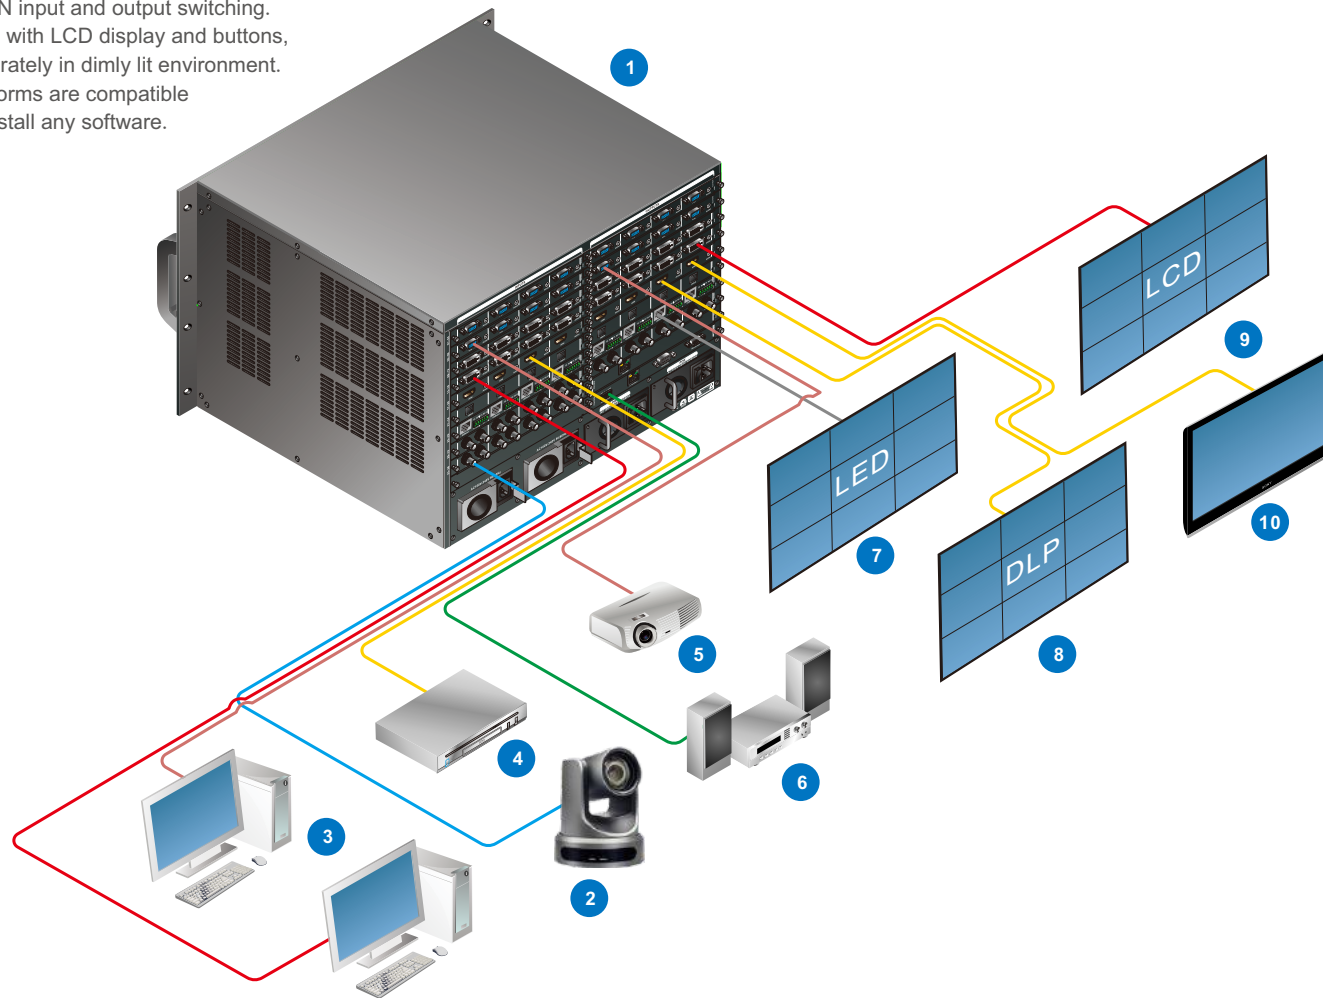 N input and output switching.
with LCD display and buttons,
rately in dimly lit environment.
orms are compatible
stall any software.
1
LCD
9
LED
7
DLP
8
10
SONY
5
6
4
3
2